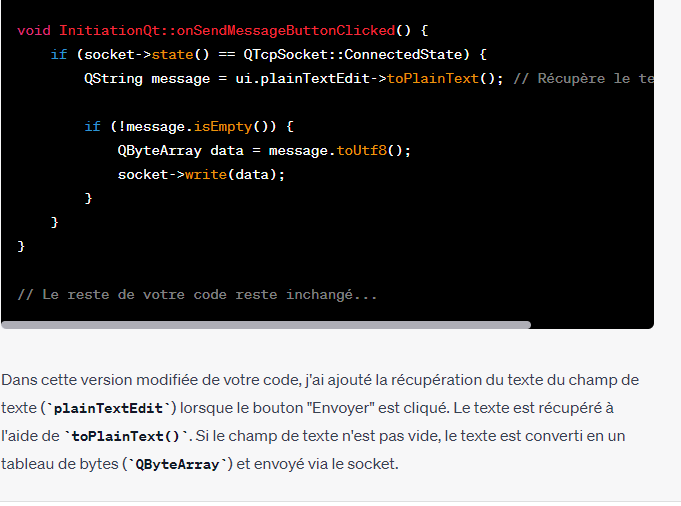 void InitiationQt::onSendMessageButtonClicked() {
if (socket->state() == QTcpSocket::ConnectedState) {
QString message = ui.plainTextEdit->toPlainText(); // Récupère le te
if (!message.isEmpty()) {
QByteArray data = message.toUtf8();
socket->write(data);
}
}
}
// Le reste de votre code reste inchangé...
Dans cette version modifiée de votre code, j'ai ajouté la récupération du texte du champ de
texte (`plainTextEdit`) lorsque le bouton "Envoyer" est cliqué. Le texte est récupéré à
l'aide de `toPlainText()`. Si le champ de texte n'est pas vide, le texte est converti en un
tableau de bytes (`QByteArray`) et envoyé via le socket.